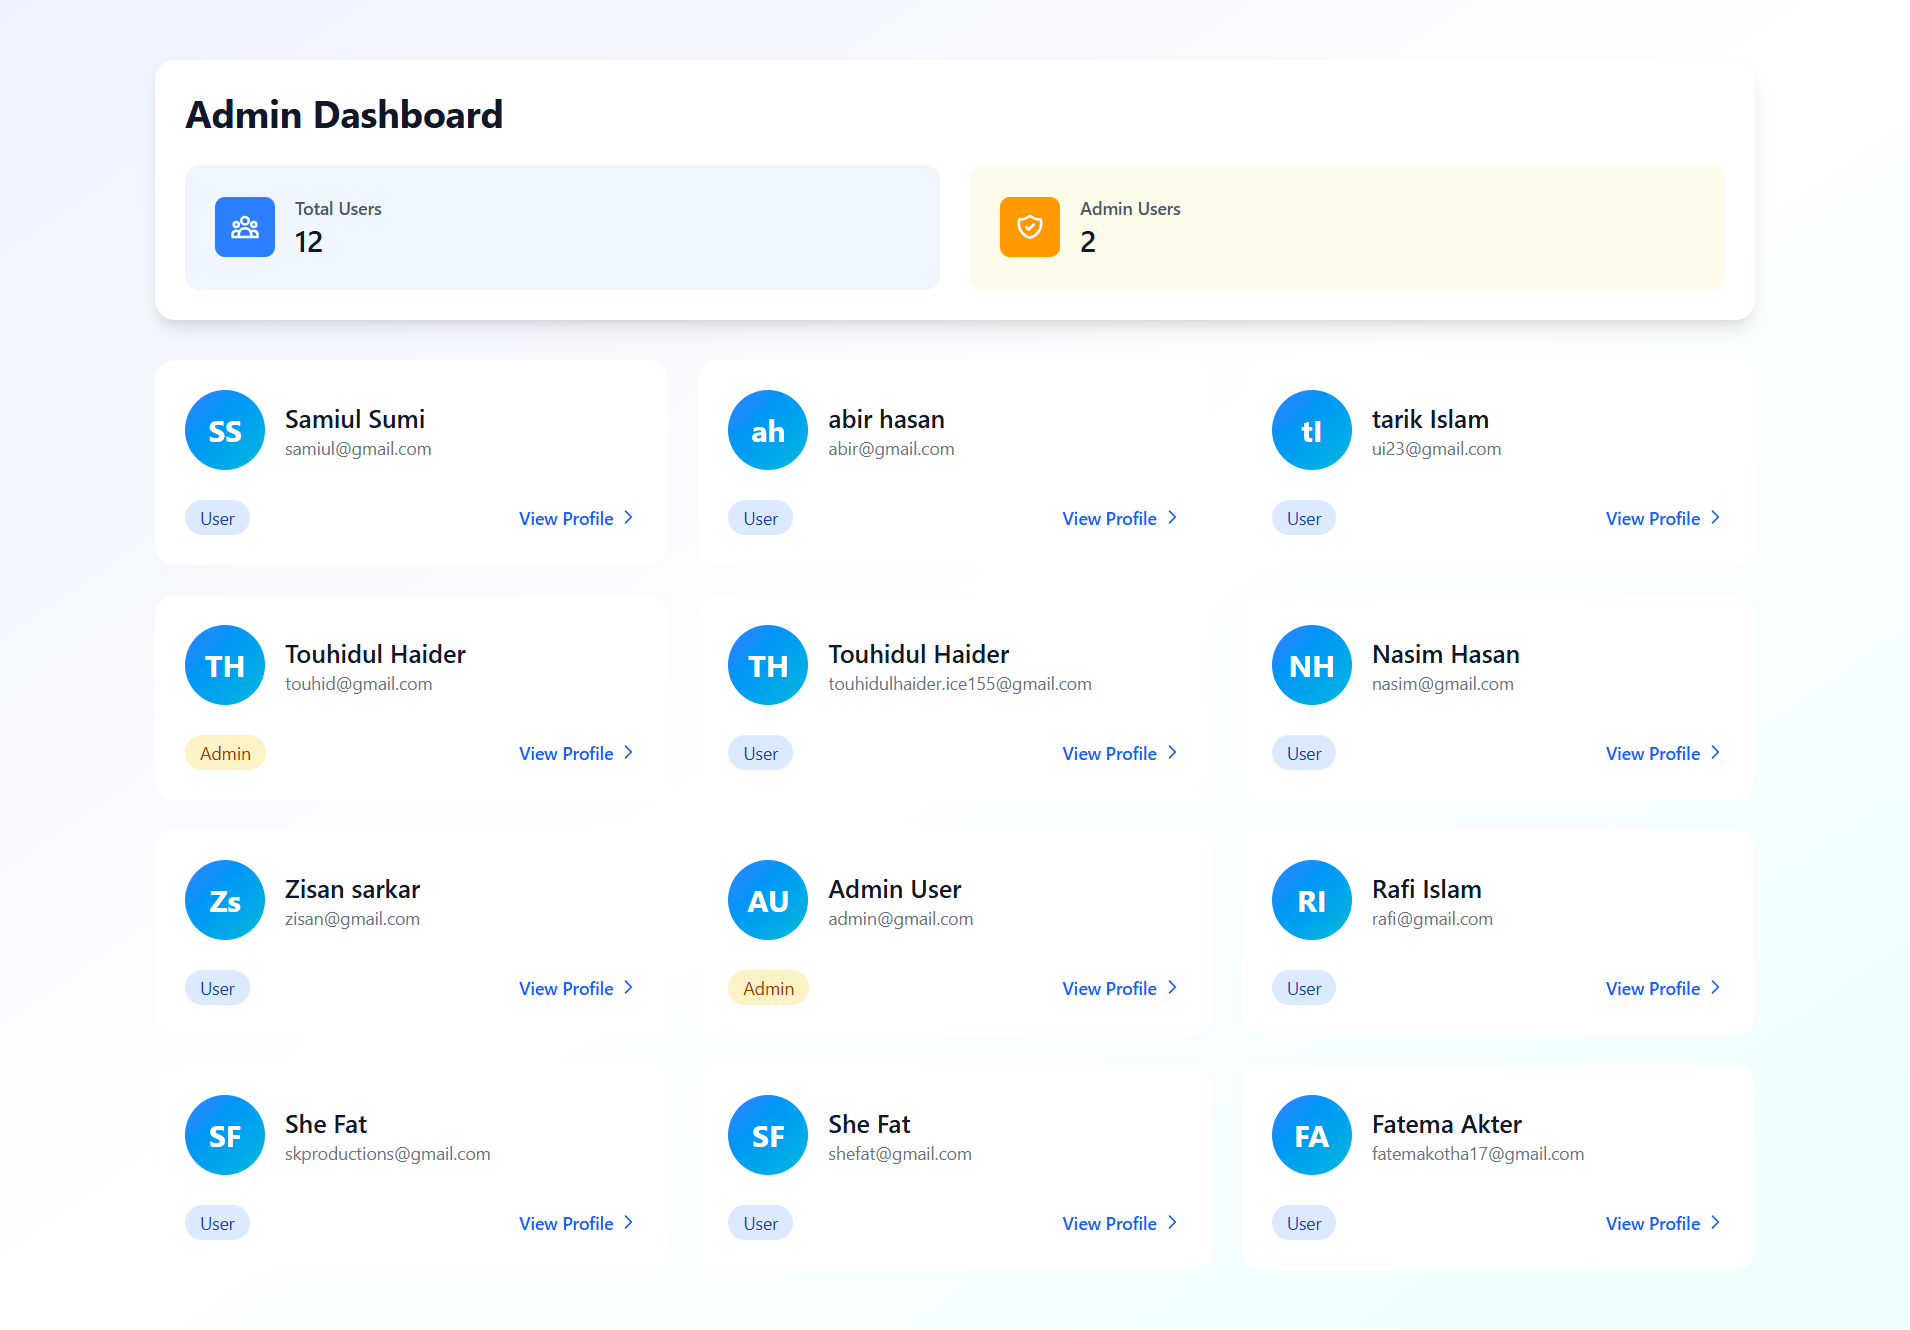 Admin Dashboard
Total Users
12
Admin Users
2
SS
Samiul Sumi
samiul@gmail.com
User
View Profile
ah
abir hasan
abir@gmail.com
User
View Profile
tI
tarik Islam
ui23@gmail.com
User
View Profile
TH
Touhidul Haider
touhid@gmail.com
Admin
View Profile
TH
Touhidul Haider
touhidulhaider.ice155@gmail.com
User
View Profile
NH
Nasim Hasan
nasim@gmail.com
User
View Profile
Zs
Zisan sarkar
zisan@gmail.com
User
View Profile
AU
Admin User
admin@gmail.com
Admin
View Profile
RI
Rafi Islam
rafi@gmail.com
User
View Profile
SF
She Fat
skproductions@gmail.com
User
View Profile
SF
She Fat
shefat@gmail.com
User
View Profile
FA
Fatema Akter
fatemakotha17@gmail.com
User
View Profile